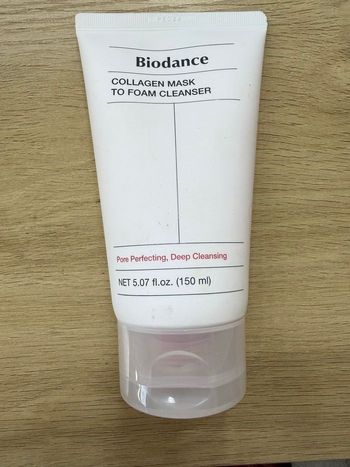 Biodance
COLLAGEN MASK
TO FOAM CLEANSER
Pore Perfecting, Deep Cleansing
NET 5.07 fl.oz. (150 ml)